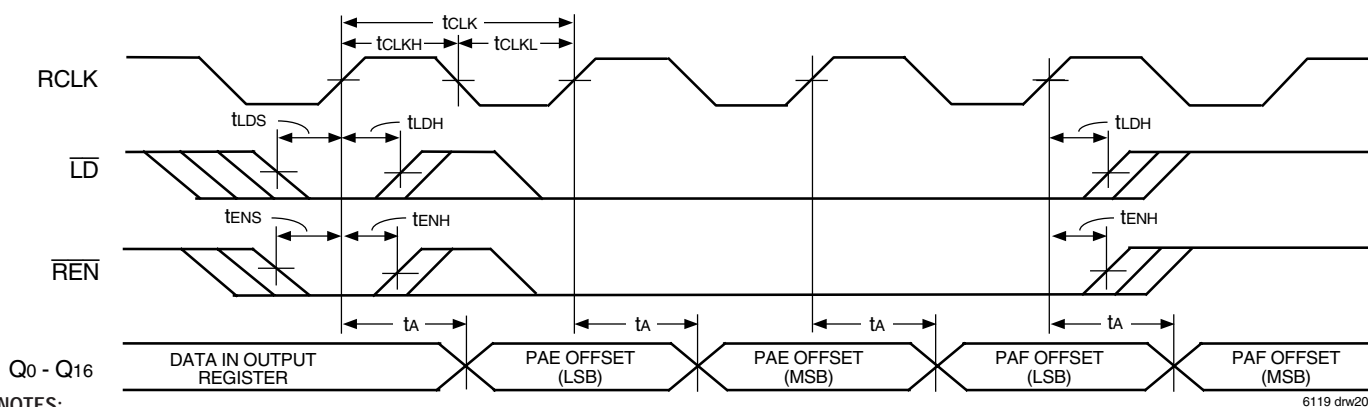 tCLK
tCLKH
tCLKL
RCLK
tLDS
tLDH
tLDH
LD
tENS
tENH
tENH
REN
tA
tA
tA
tA
Q0 - Q16
DATA IN OUTPUT
REGISTER
PAE OFFSET
(LSB)
PAE OFFSET
(MSB)
PAF OFFSET
(LSB)
PAF OFFSET
(MSB)
NOTES:
6119 drw20